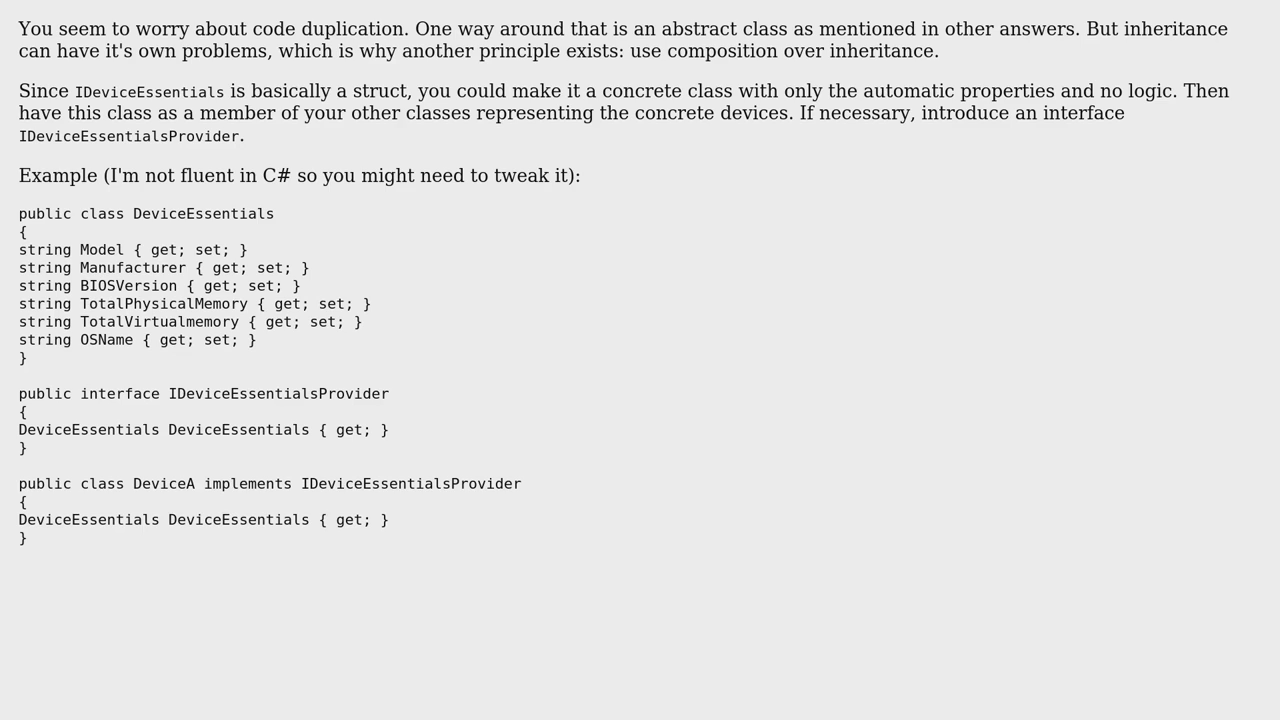 You seem to worry about code duplication. One way around that is an abstract class as mentioned in other answers. But inheritance
can have it's own problems, which is why another principle exists: use composition over inheritance.
Since IDeviceEssentials is basically a struct, you could make it a concrete class with only the automatic properties and no logic. Then
have this class as a member of your other classes representing the concrete devices. If necessary, introduce an interface
IDeviceEssentialsProvider.
Example (I'm not fluent in C# so you might need to tweak it):
public class DeviceEssentials
{
string Model { get; set; }
string Manufacturer { get; set; }
string BIOSVersion { get; set; }
string TotalPhysicalMemory { get; set; }
string TotalVirtualmemory { get; set; }
string OSName { get; set; }
}
public interface IDeviceEssentialsProvider
{
DeviceEssentials DeviceEssentials { get; }
}
public class DeviceA implements IDeviceEssentialsProvider
{
DeviceEssentials DeviceEssentials { get; }
}